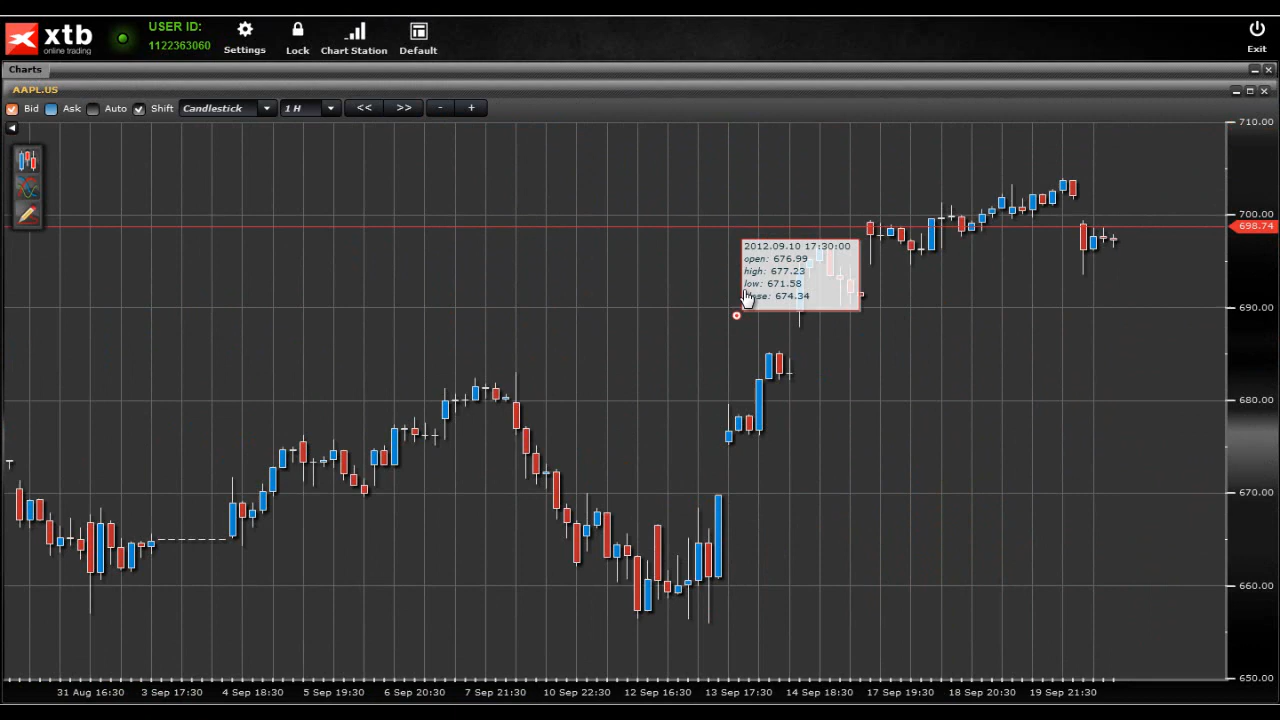 xtb
online trading
USER ID:
1122363060
Settings
Lock
Chart Station
Default
Exit
Charts
AAPL.US
Bid Ask Auto Shift Candlestick 1 H << >> - +
710.00
700.00
698.74
2012.09.10 17:30:00
open: 676.99
high: 677.23
low: 671.58
674.34
690.00
680.00
670.00
660.00
650.00
31 Aug 16:30 3 Sep 17:30 4 Sep 18:30 5 Sep 19:30 6 Sep 20:30 7 Sep 21:30 10 Sep 22:30 12 Sep 16:30 13 Sep 17:30 14 Sep 18:30 17 Sep 19:30 18 Sep 20:30 19 Sep 21:30